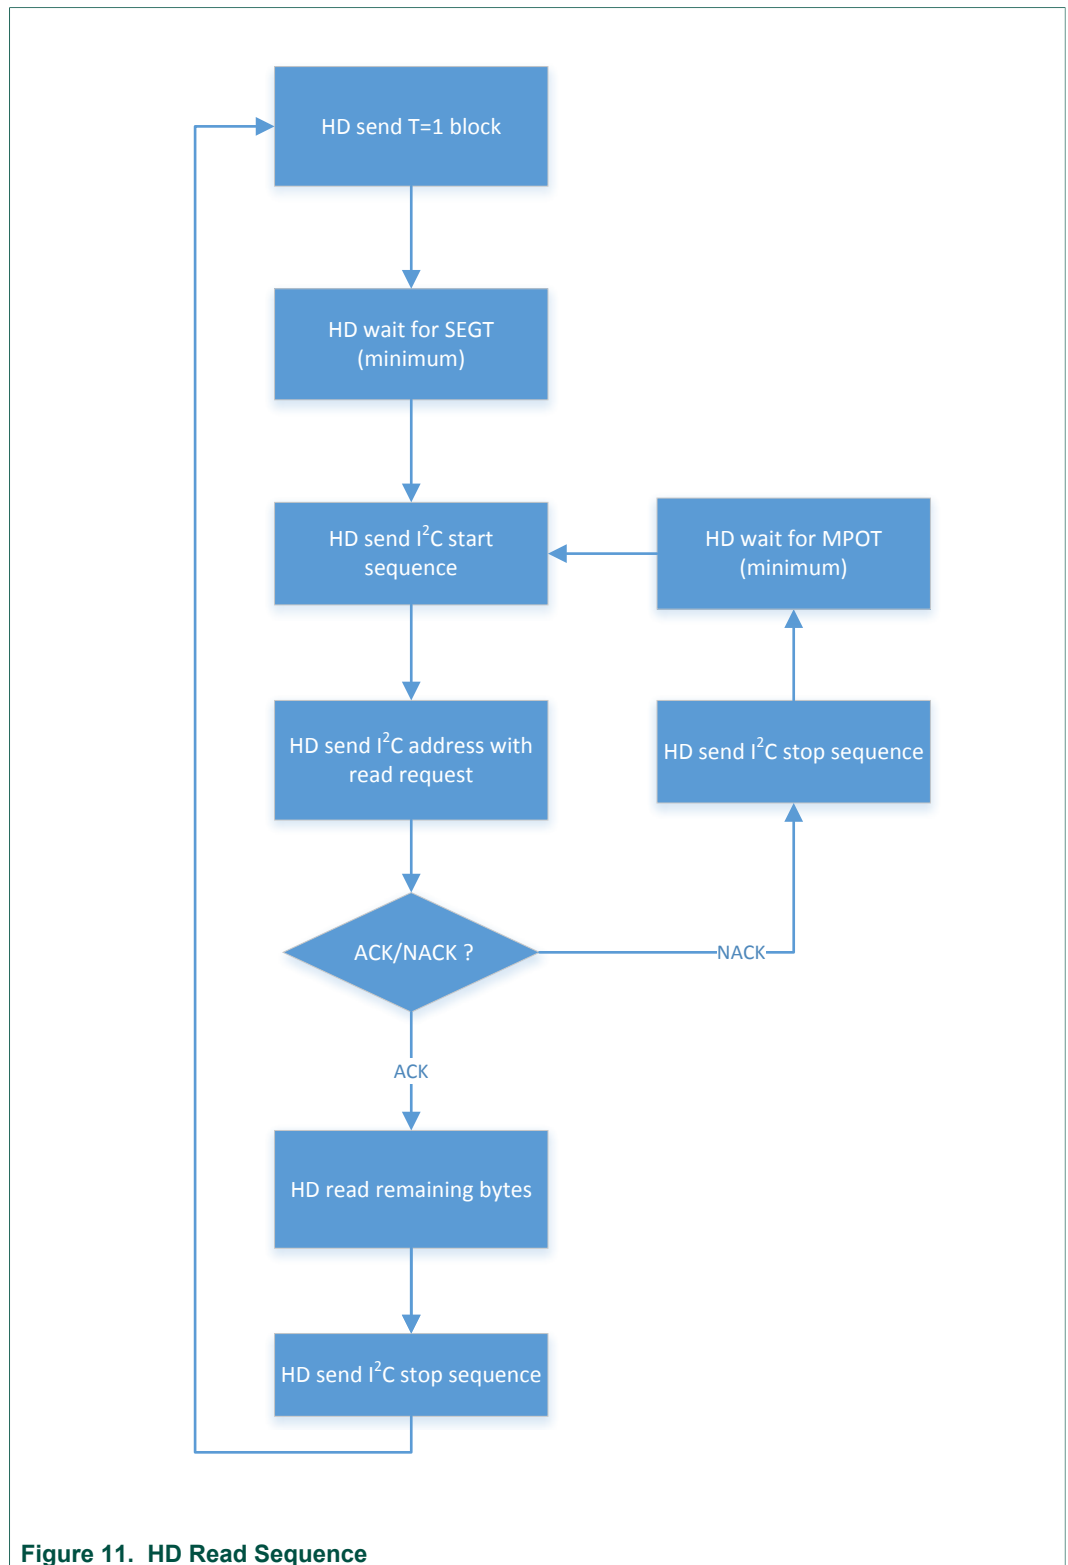 HD send T=1 block
HD wait for SEGT
(minimum)
HD send I²C start
sequence
HD wait for MPOT
(minimum)
HD send I²C address with
read request
HD send I²C stop sequence
ACK/NACK ?
NACK
ACK
HD read remaining bytes
HD send I²C stop sequence
Figure 11. HD Read Sequence